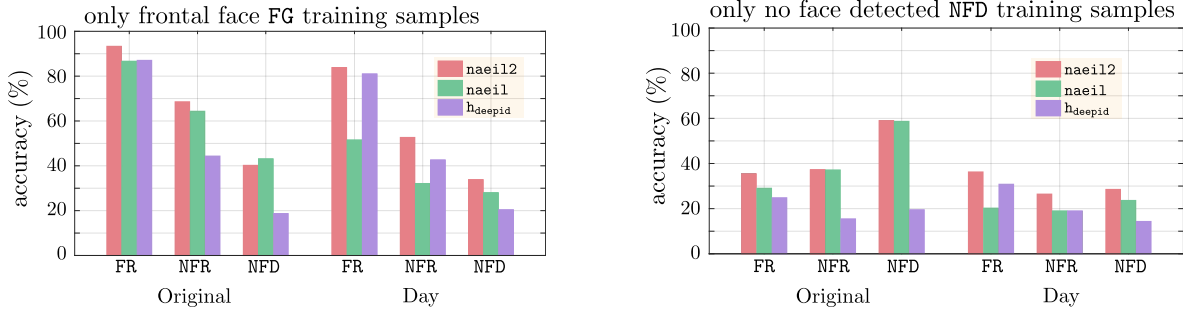 only frontal face FG training samples
accuracy (%)
100
80
60
40
20
0
naeil2
naeil
h_deepid
FR NFR NFD FR NFR NFD
Original Day
only no face detected NFD training samples
accuracy (%)
100
80
60
40
20
0
naeil2
naeil
h_deepid
FR NFR NFD FR NFR NFD
Original Day